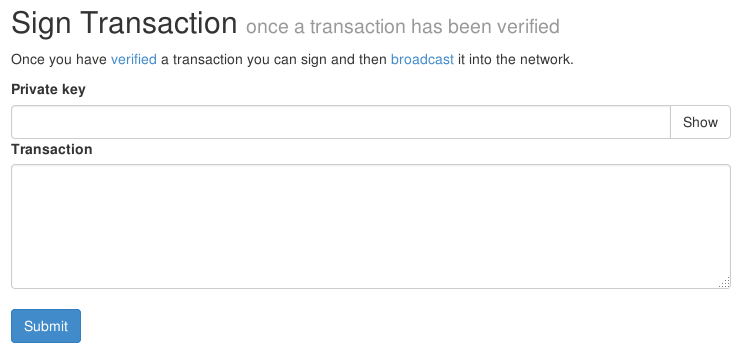 Sign Transaction once a transaction has been verified
Once you have verified a transaction you can sign and then broadcast it into the network.
Private key
Show
Transaction
Submit